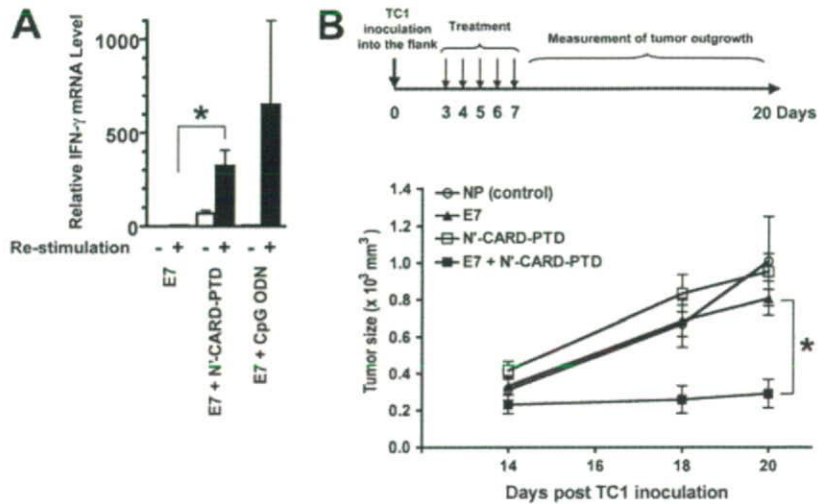 A
Relative IFN-γ mRNA Level
1000
500
0
*
Re-stimulation - + - + - +
E7
E7 + N'-CARD-PTD
E7 + CpG ODN
B
TC1
inoculation
into the flank
Treatment
Measurement of tumor outgrowth
0 3 4 5 6 7 20 Days
Tumor size (x 10³ mm³)
1.4
1.2
1.0
0.8
0.6
0.4
0.2
0.0
NP (control)
E7
N'-CARD-PTD
E7 + N'-CARD-PTD
*
14 16 18 20
Days post TC1 inoculation